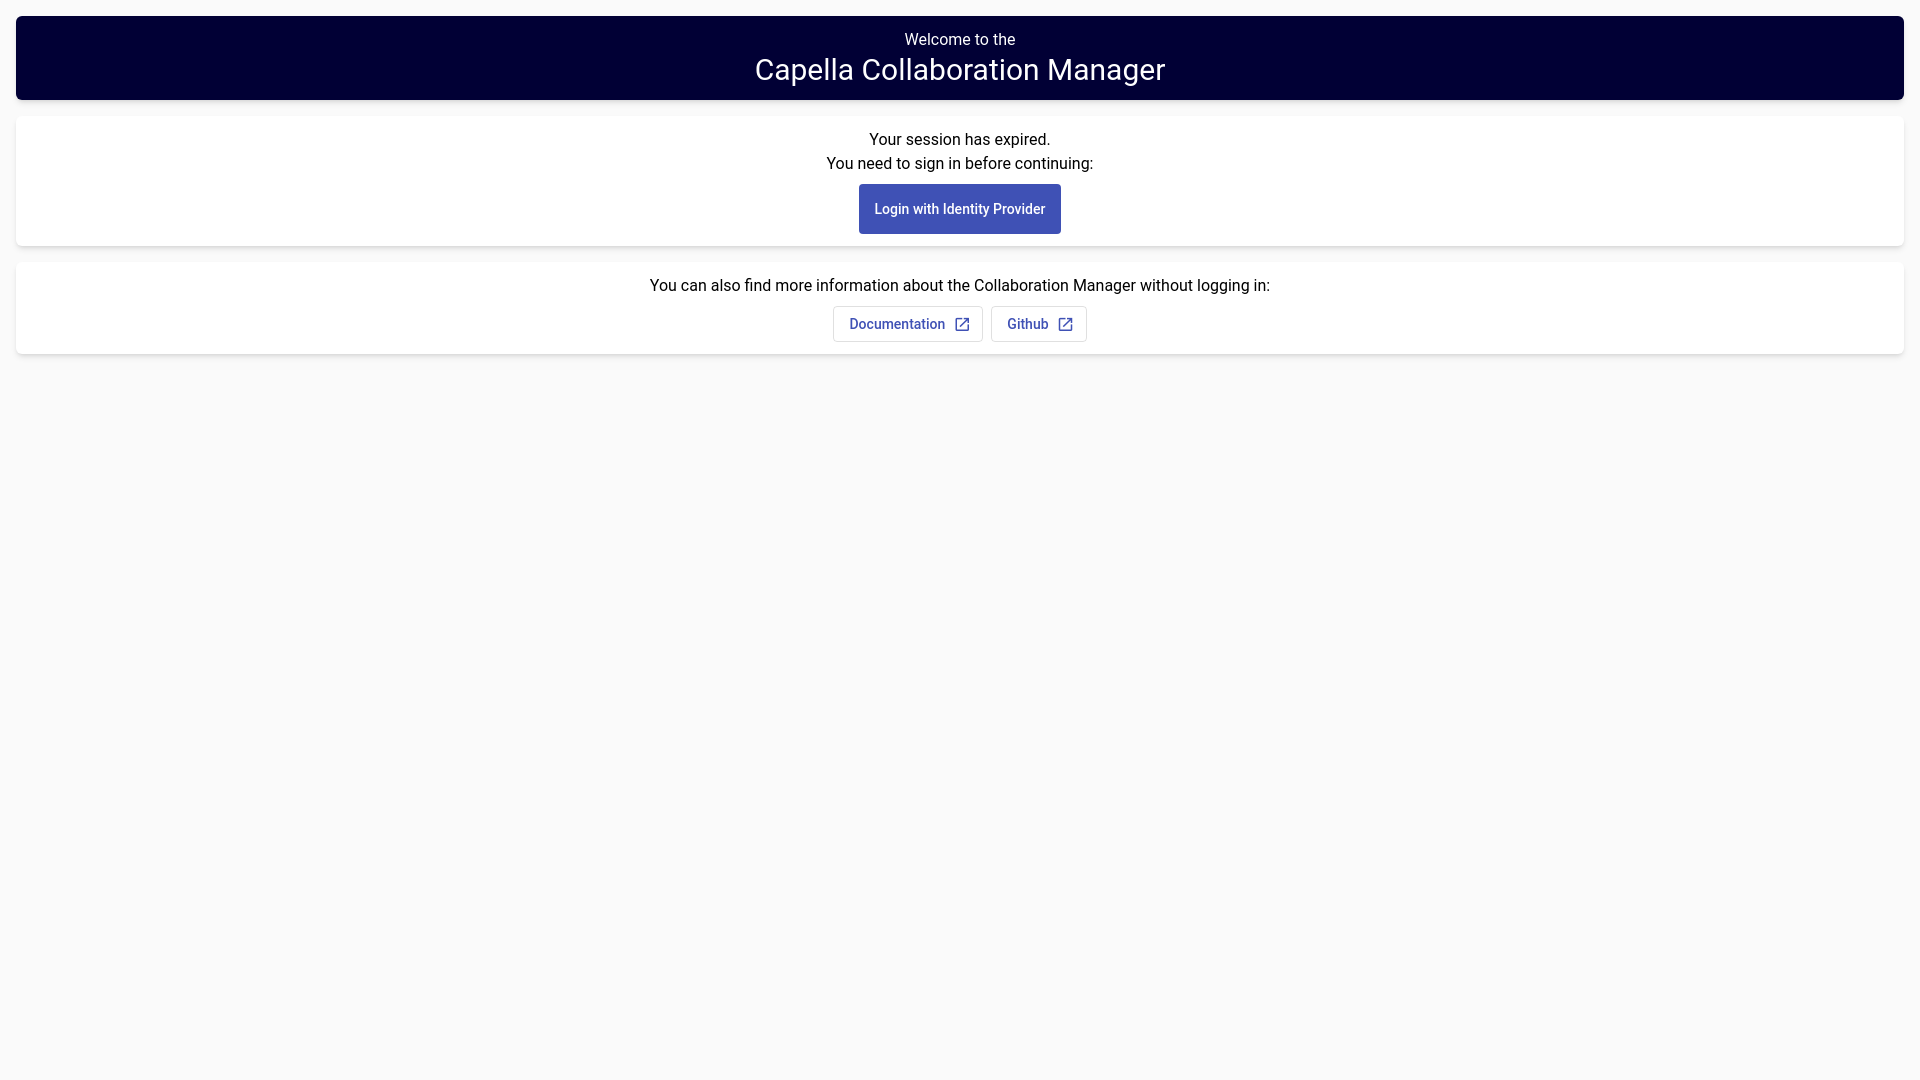 Welcome to the
Capella Collaboration Manager
Your session has expired.
You need to sign in before continuing:
Login with Identity Provider
You can also find more information about the Collaboration Manager without logging in:
Documentation
Github